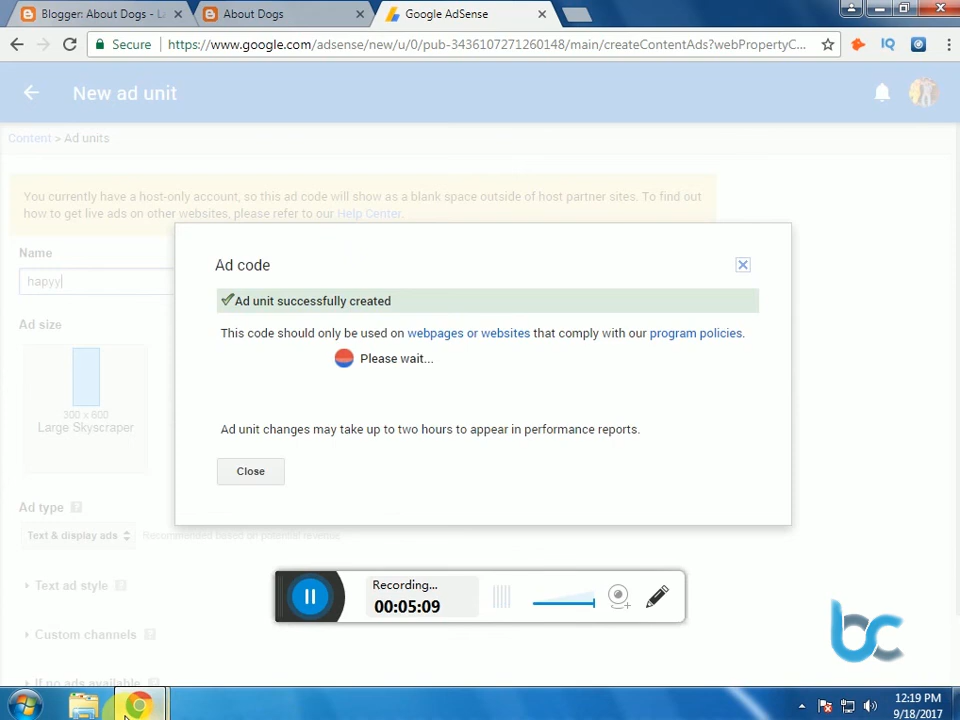 Blogger: About Dogs - Li
About Dogs
Google AdSense
Secure
https://www.google.com/adsense/new/u/0/pub-3436107271260148/main/createContentAds?webPropertyC...
IQ
New ad unit
Content > Ad units
You currently have a host-only account, so this ad code will show as a blank space outside of host partner sites. To find out
how to get live ads on other websites, please refer to our Help Center.
Name
hapyy
Ad size
300 x 600
Large Skyscraper
Ad type ?
Text & display ads
Recommended based on potential revenue.
Text ad style ?
Custom channels ?
If no ads available ?
Ad code
Ad unit successfully created
This code should only be used on webpages or websites that comply with our program policies.
Please wait...
Ad unit changes may take up to two hours to appear in performance reports.
Close
Recording...
00:05:09
bc
12:19 PM
9/18/2017